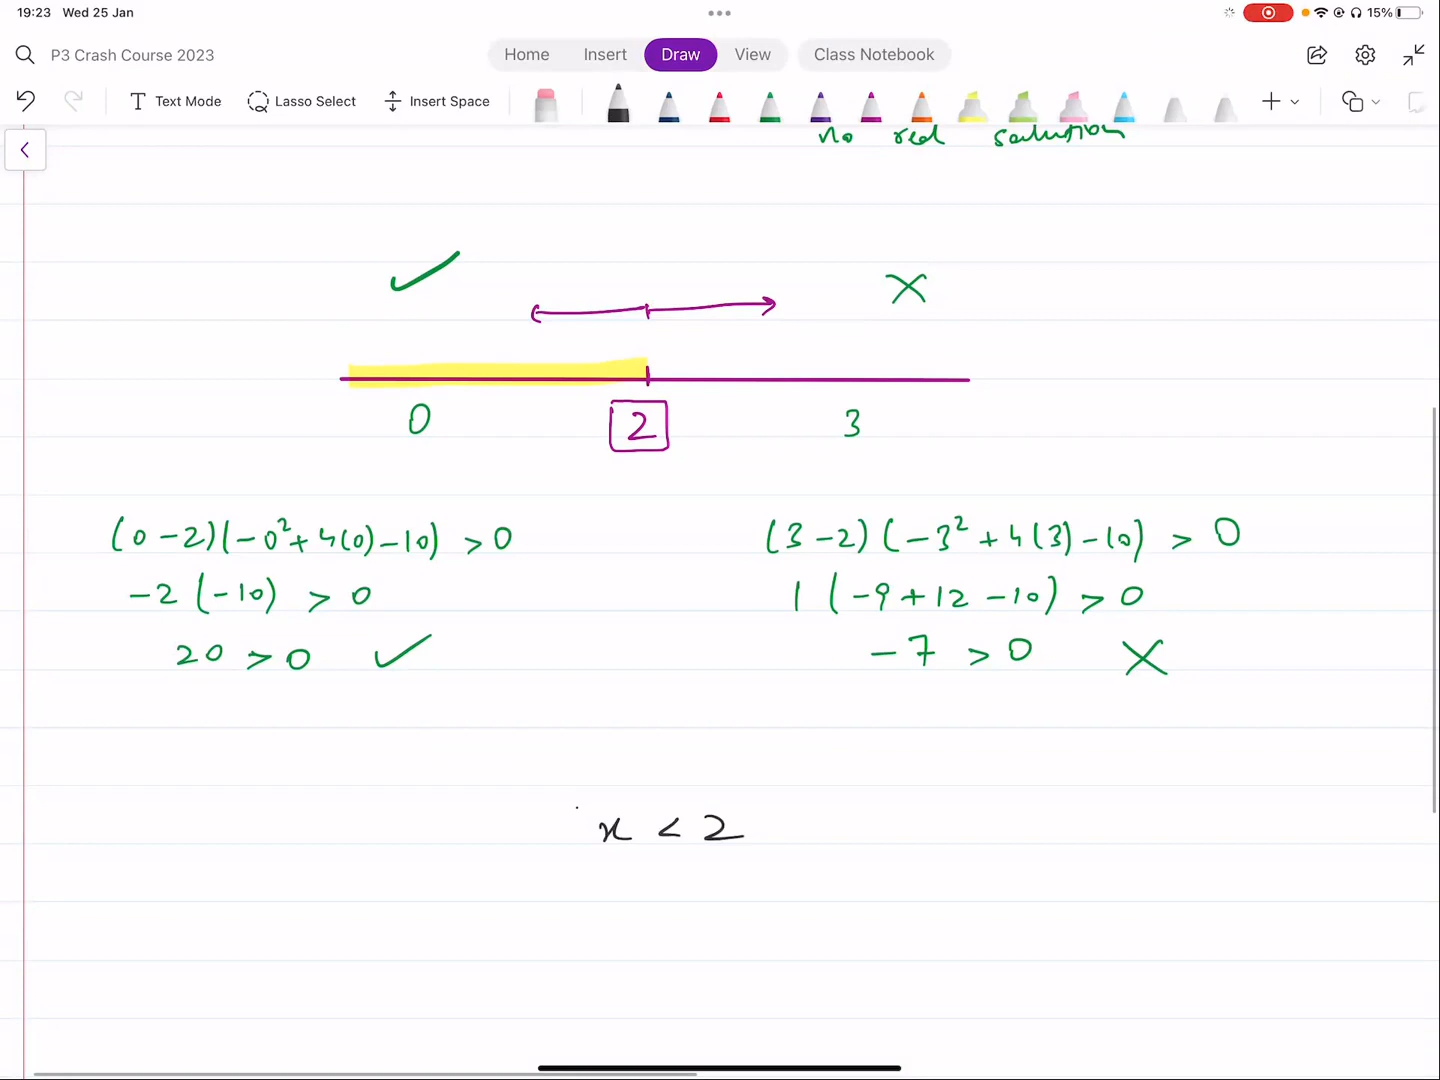 19:23 Wed 25 Jan
15%
P3 Crash Course 2023
Home Insert Draw View Class Notebook
Text Mode Lasso Select Insert Space
no real solution
✓ X
0 2 3
(0-2)(-0²+4(0)-10) >0
-2(-10) > 0
20 > 0 ✓
(3-2)(-3²+4(3)-10) > 0
1(-9+12-10) > 0
-7 > 0 X
x < 2